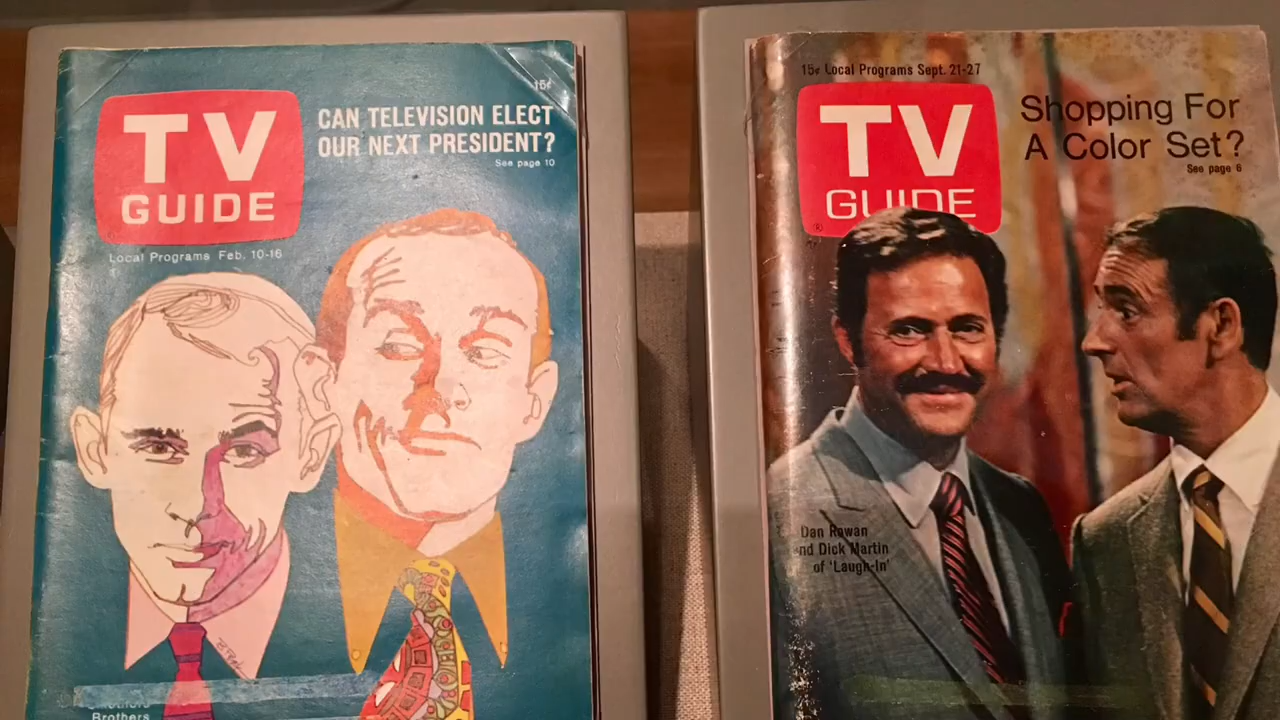 15¢
CAN TELEVISION ELECT
OUR NEXT PRESIDENT?
See page 10
TV
GUIDE
Local Programs Feb. 10-16
Brothers
15¢ Local Programs Sept. 21-27
TV
GUIDE
®
Shopping For
A Color Set?
See page 6
Dan Rowan
nd Dick Martin
of 'Laugh-In'